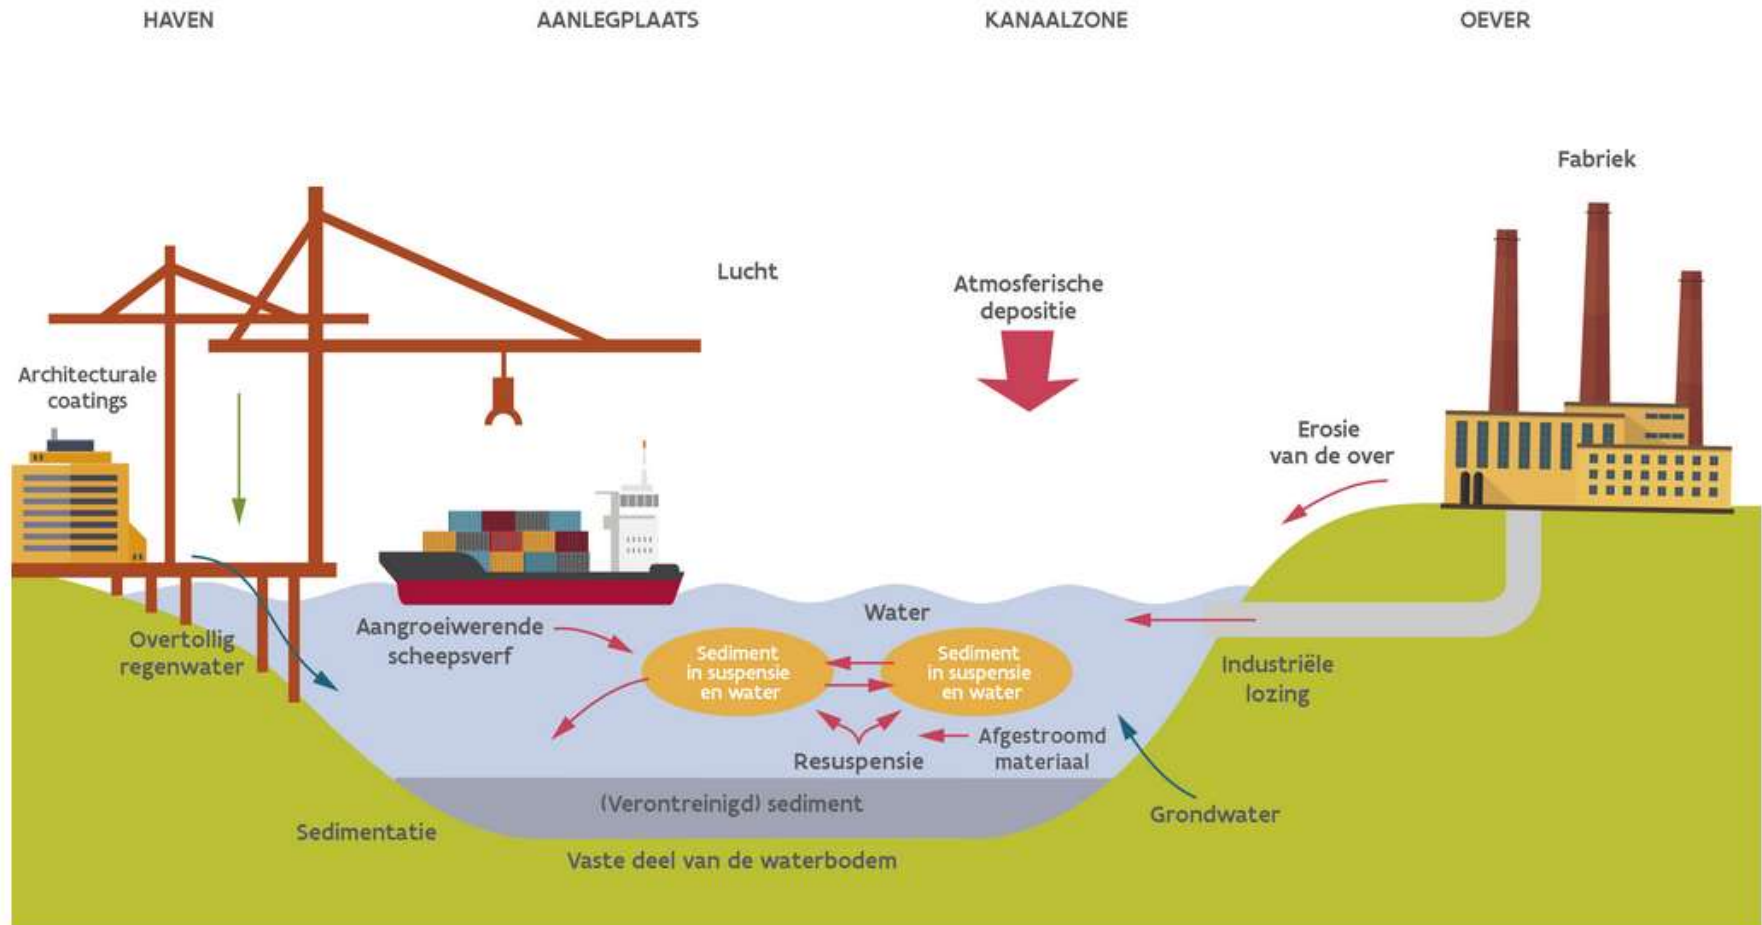 HAVEN
AANLEGPLAATS
KANAALZONE
OEVER
Fabriek
Lucht
Atmosferische
depositie
Architecturale
coatings
Erosie
van de over
Overtollig
regenwater
Aangroeiwerende
scheepsverf
Water
Sediment
in suspensie
en water
Sediment
in suspensie
en water
Industriële
lozing
Resuspensie
Afgestroomd
materiaal
(Verontreinigd) sediment
Grondwater
Sedimentatie
Vaste deel van de waterbodem